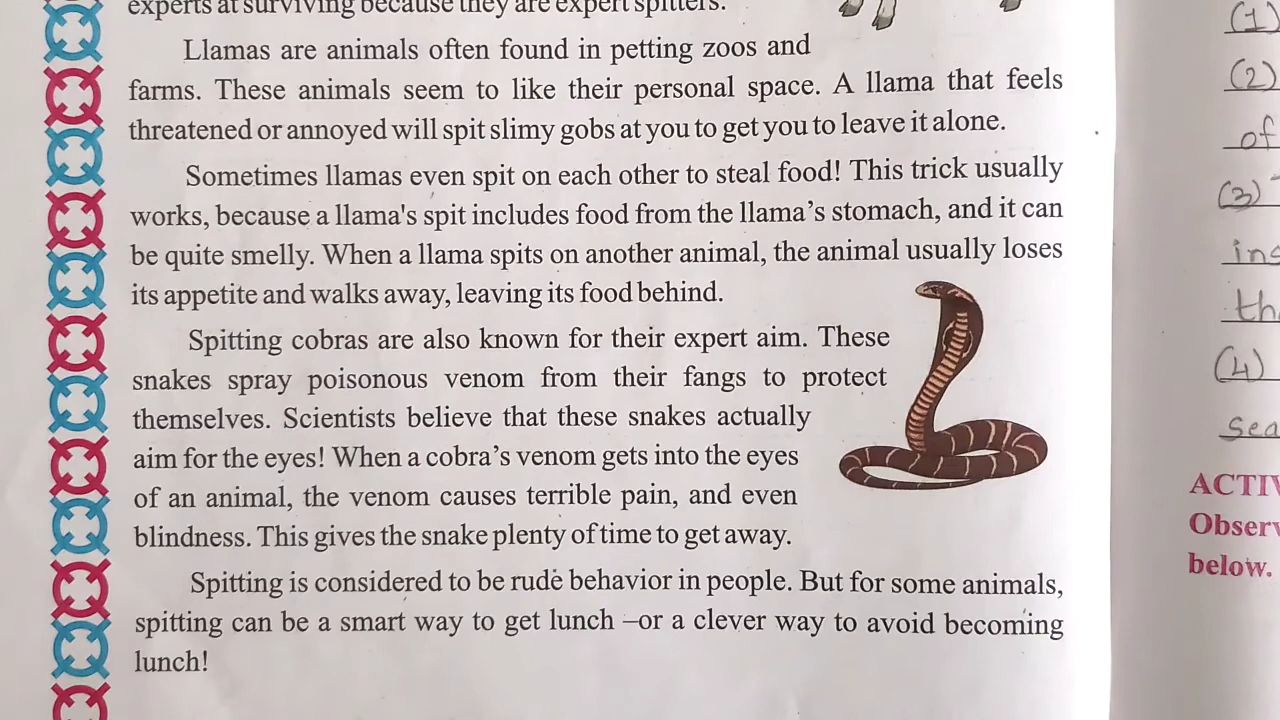 experts at surviving because they are expert spitters.
Llamas are animals often found in petting zoos and
farms. These animals seem to like their personal space. A llama that feels
threatened or annoyed will spit slimy gobs at you to get you to leave it alone.
Sometimes llamas even spit on each other to steal food! This trick usually
works, because a llama's spit includes food from the llama’s stomach, and it can
be quite smelly. When a llama spits on another animal, the animal usually loses
its appetite and walks away, leaving its food behind.
Spitting cobras are also known for their expert aim. These
snakes spray poisonous venom from their fangs to protect
themselves. Scientists believe that these snakes actually
aim for the eyes! When a cobra’s venom gets into the eyes
of an animal, the venom causes terrible pain, and even
blindness. This gives the snake plenty of time to get away.
Spitting is considered to be rude behavior in people. But for some animals,
spitting can be a smart way to get lunch –or a clever way to avoid becoming
lunch!
(1)
(2)
of
(3)
(4)
below.